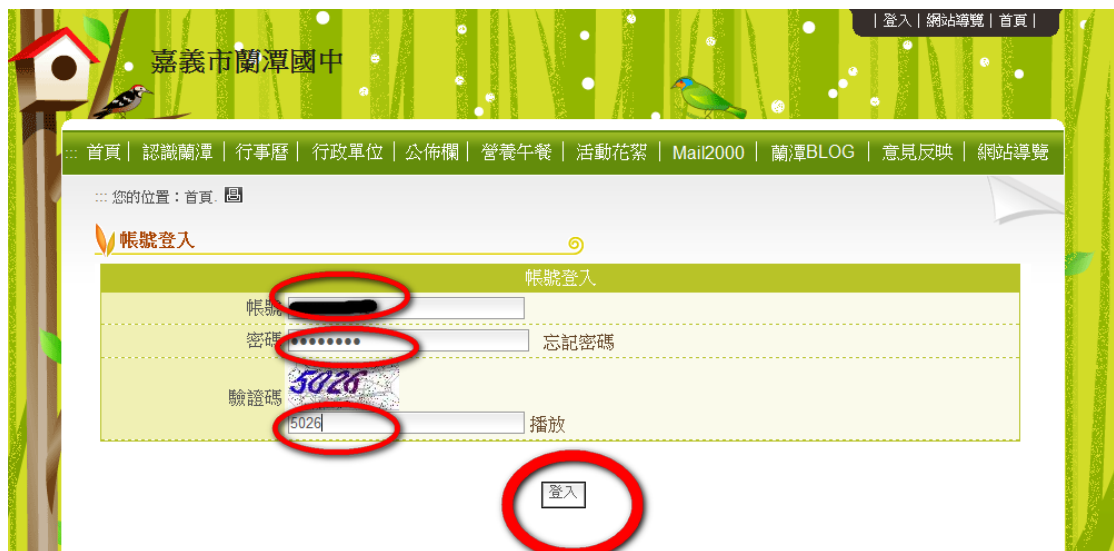 | 登入 | 網站導覽 | 首頁 |
嘉義市蘭潭國中
::: 首頁 | 認識蘭潭 | 行事曆 | 行政單位 | 公佈欄 | 營養午餐 | 活動花絮 | Mail2000 | 蘭潭BLOG | 意見反映 | 網站導覽
::: 您的位置：首頁.
帳號登入
帳號登入
帳號
密碼 •••••••• 忘記密碼
5026
驗證碼
5026 播放
登入